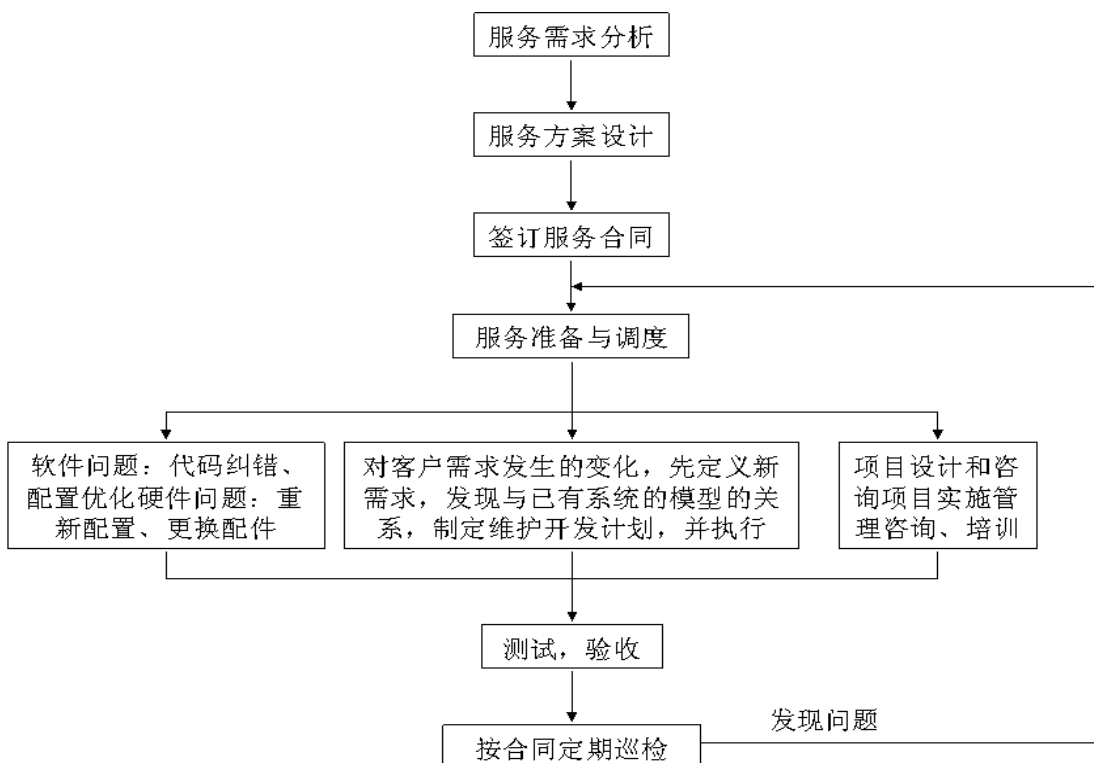 服务需求分析
服务方案设计
签订服务合同
服务准备与调度
软件问题：代码纠错、
配置优化硬件问题：重
新配置、更换配件
对客户需求发生的变化，先定义新
需求，发现与已有系统的模型的关
系，制定维护开发计划，并执行
项目设计和咨
询项目实施管
理咨询、培训
测试，验收
发现问题
按合同定期巡检